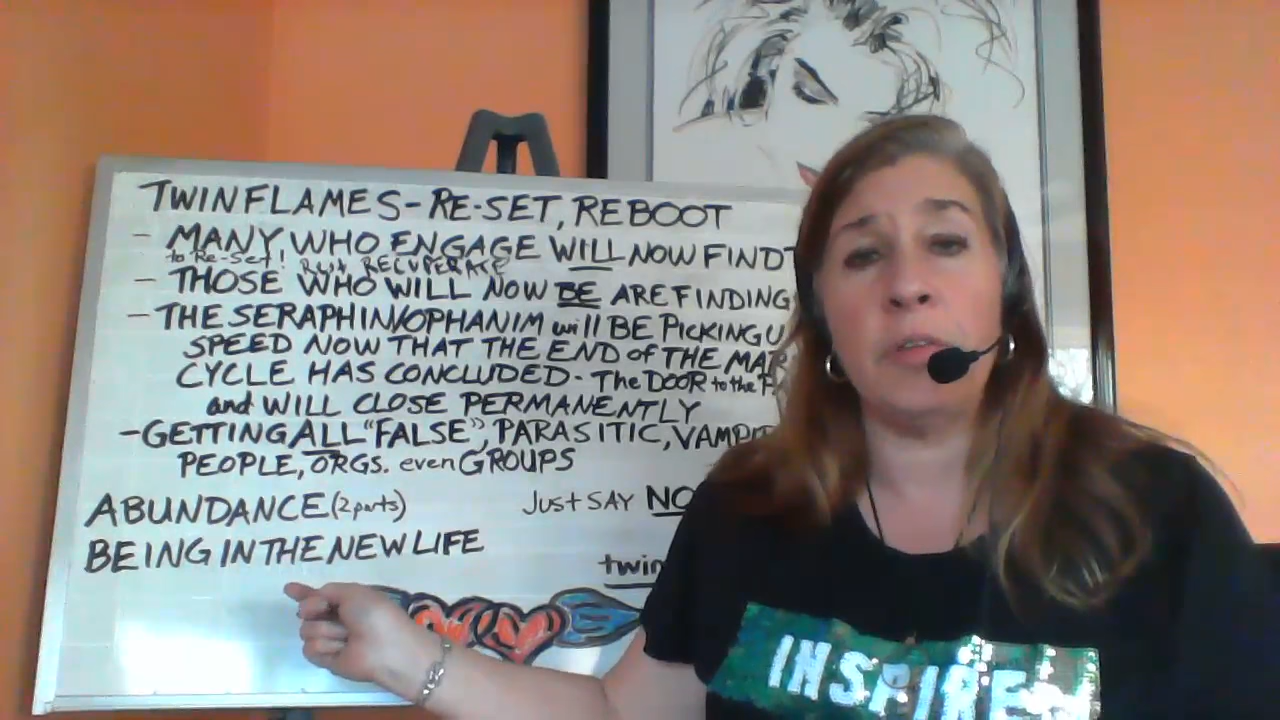 TWINFLAMES-RE-SET, REBOOT
- MANY WHO ENGAGE WILL NOW FIND
to Re-Set! Rest RECUPERATE
- THOSE WHO WILL NOW BE ARE FINDING
- THE SERAPHIN/OPHANIM will BE PICKING
SPEED NOW THAT THE END of THE
CYCLE HAS CONCLUDED - The DOOR to the
and WILL CLOSE PERMANENTLY
-GETTING ALL "FALSE", PARASITIC,
PEOPLE, ORGS. even GROUPS
ABUNDANCE (2 parts)
Just SAY NO
BEING IN THE NEW LIFE
twin
INSPIRE